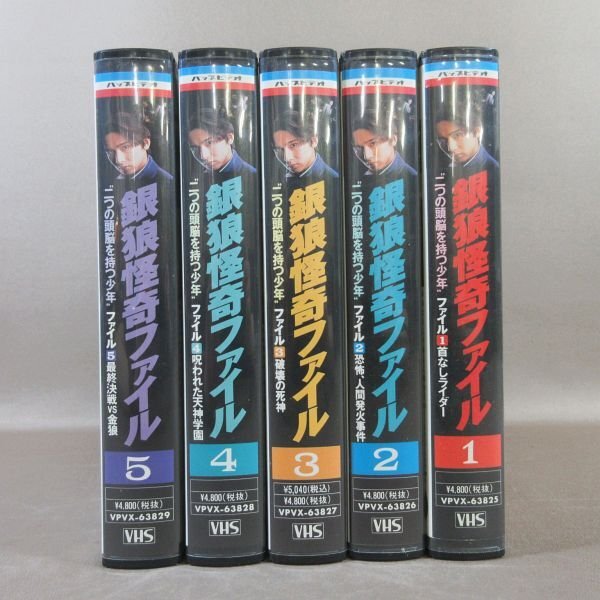 バップビデオ
銀狼怪奇ファイル
"二つの頭脳を持つ少年"
ファイル5 最終決戦VS金狼
5
¥4,800(税抜)
VPVX-63829
VHS
バップビデオ
銀狼怪奇ファイル
"二つの頭脳を持つ少年"
ファイル4 呪われた天神学園
4
¥4,800(税抜)
VPVX-63828
VHS
バップビデオ
銀狼怪奇ファイル
"二つの頭脳を持つ少年"
ファイル3 破壊の死神
3
¥5,040(税込)
¥4,800(税抜)
VPVX-63827
VHS
バップビデオ
銀狼怪奇ファイル
"二つの頭脳を持つ少年"
ファイル2 恐怖、人間発火事件
2
¥4,800(税抜)
VPVX-63826
VHS
バップビデオ
銀狼怪奇ファイル
"二つの頭脳を持つ少年"
ファイル1 首なしライダー
1
¥4,800(税抜)
VPVX-63825
VHS